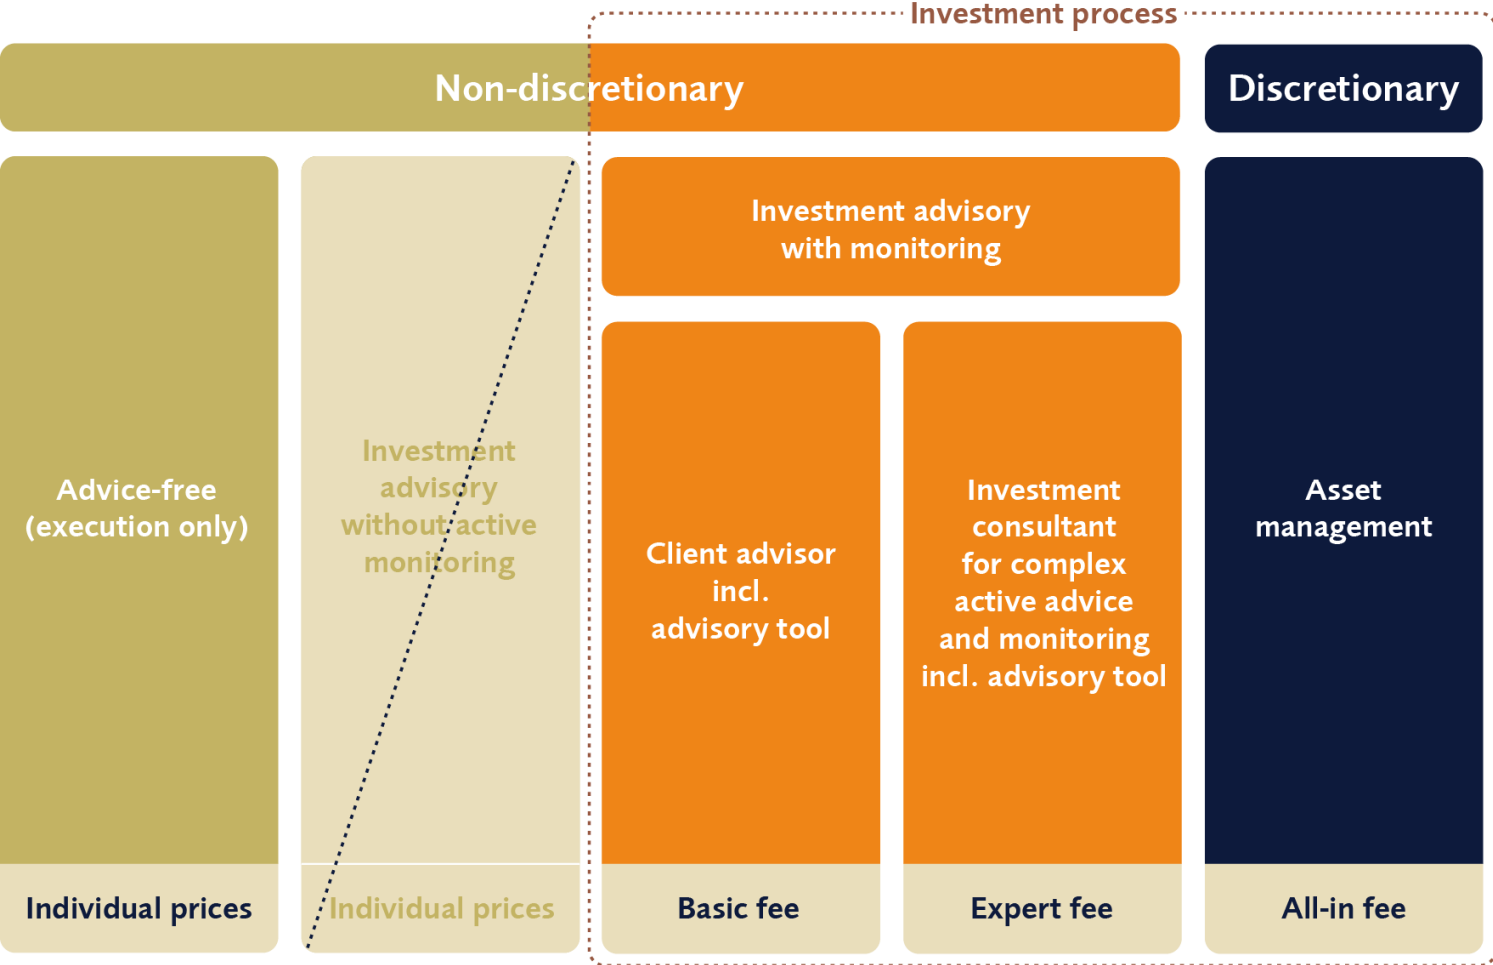 Investment process
Non-discretionary
Discretionary
Advice-free
(execution only)
Individual prices
Investment
advisory
without active
monitoring
Individual prices
Investment advisory
with monitoring
Client advisor
incl.
advisory tool
Basic fee
Investment
consultant
for complex
active advice
and monitoring
incl. advisory tool
Expert fee
Asset
management
All-in fee